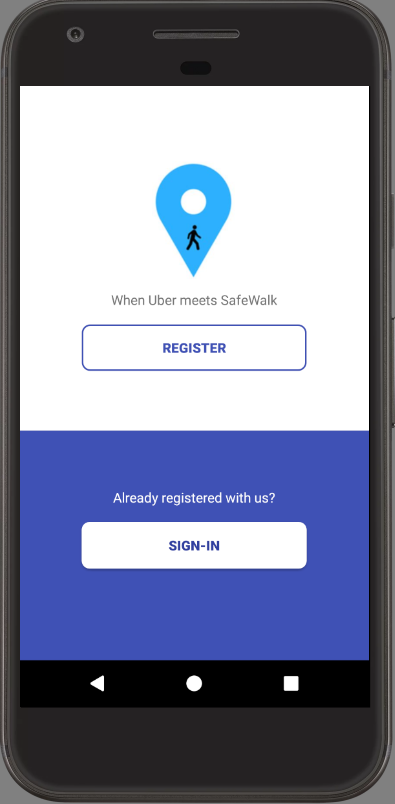 When Uber meets SafeWalk
REGISTER
Already registered with us?
SIGN-IN